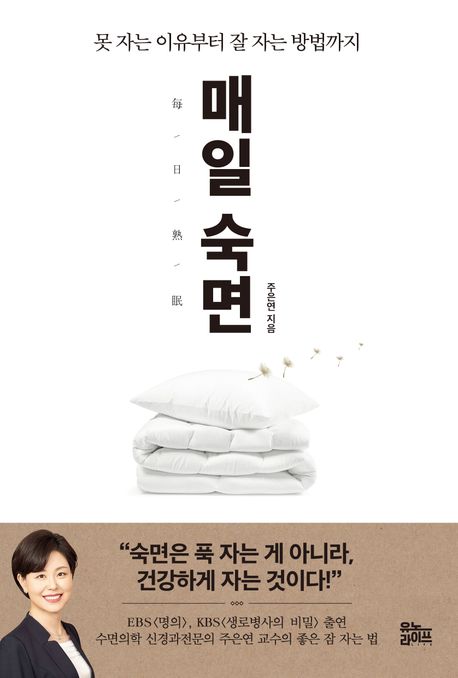 못 자는 이유부터 잘 자는 방법까지
매일 숙면
每 日 熟 眠
주은연 지음
“숙면은 푹 자는 게 아니라,
건강하게 자는 것이다!”
EBS〈명의〉, KBS〈생로병사의 비밀〉 출연
수면의학 신경과전문의 주은연 교수의 좋은 잠 자는 법
유노
라이프
LIFE